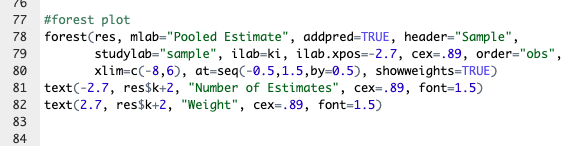 76
77 #forest plot
78 forest(res, mlab="Pooled Estimate", addpred=TRUE, header="Sample",
79 studylab="sample", ilab=ki, ilab.xpos=-2.7, cex=.89, order="obs",
80 xlim=c(-8,6), at=seq(-0.5,1.5,by=0.5), showweights=TRUE)
81 text(-2.7, res$k+2, "Number of Estimates", cex=.89, font=1.5)
82 text(2.7, res$k+2, "Weight", cex=.89, font=1.5)
83
84